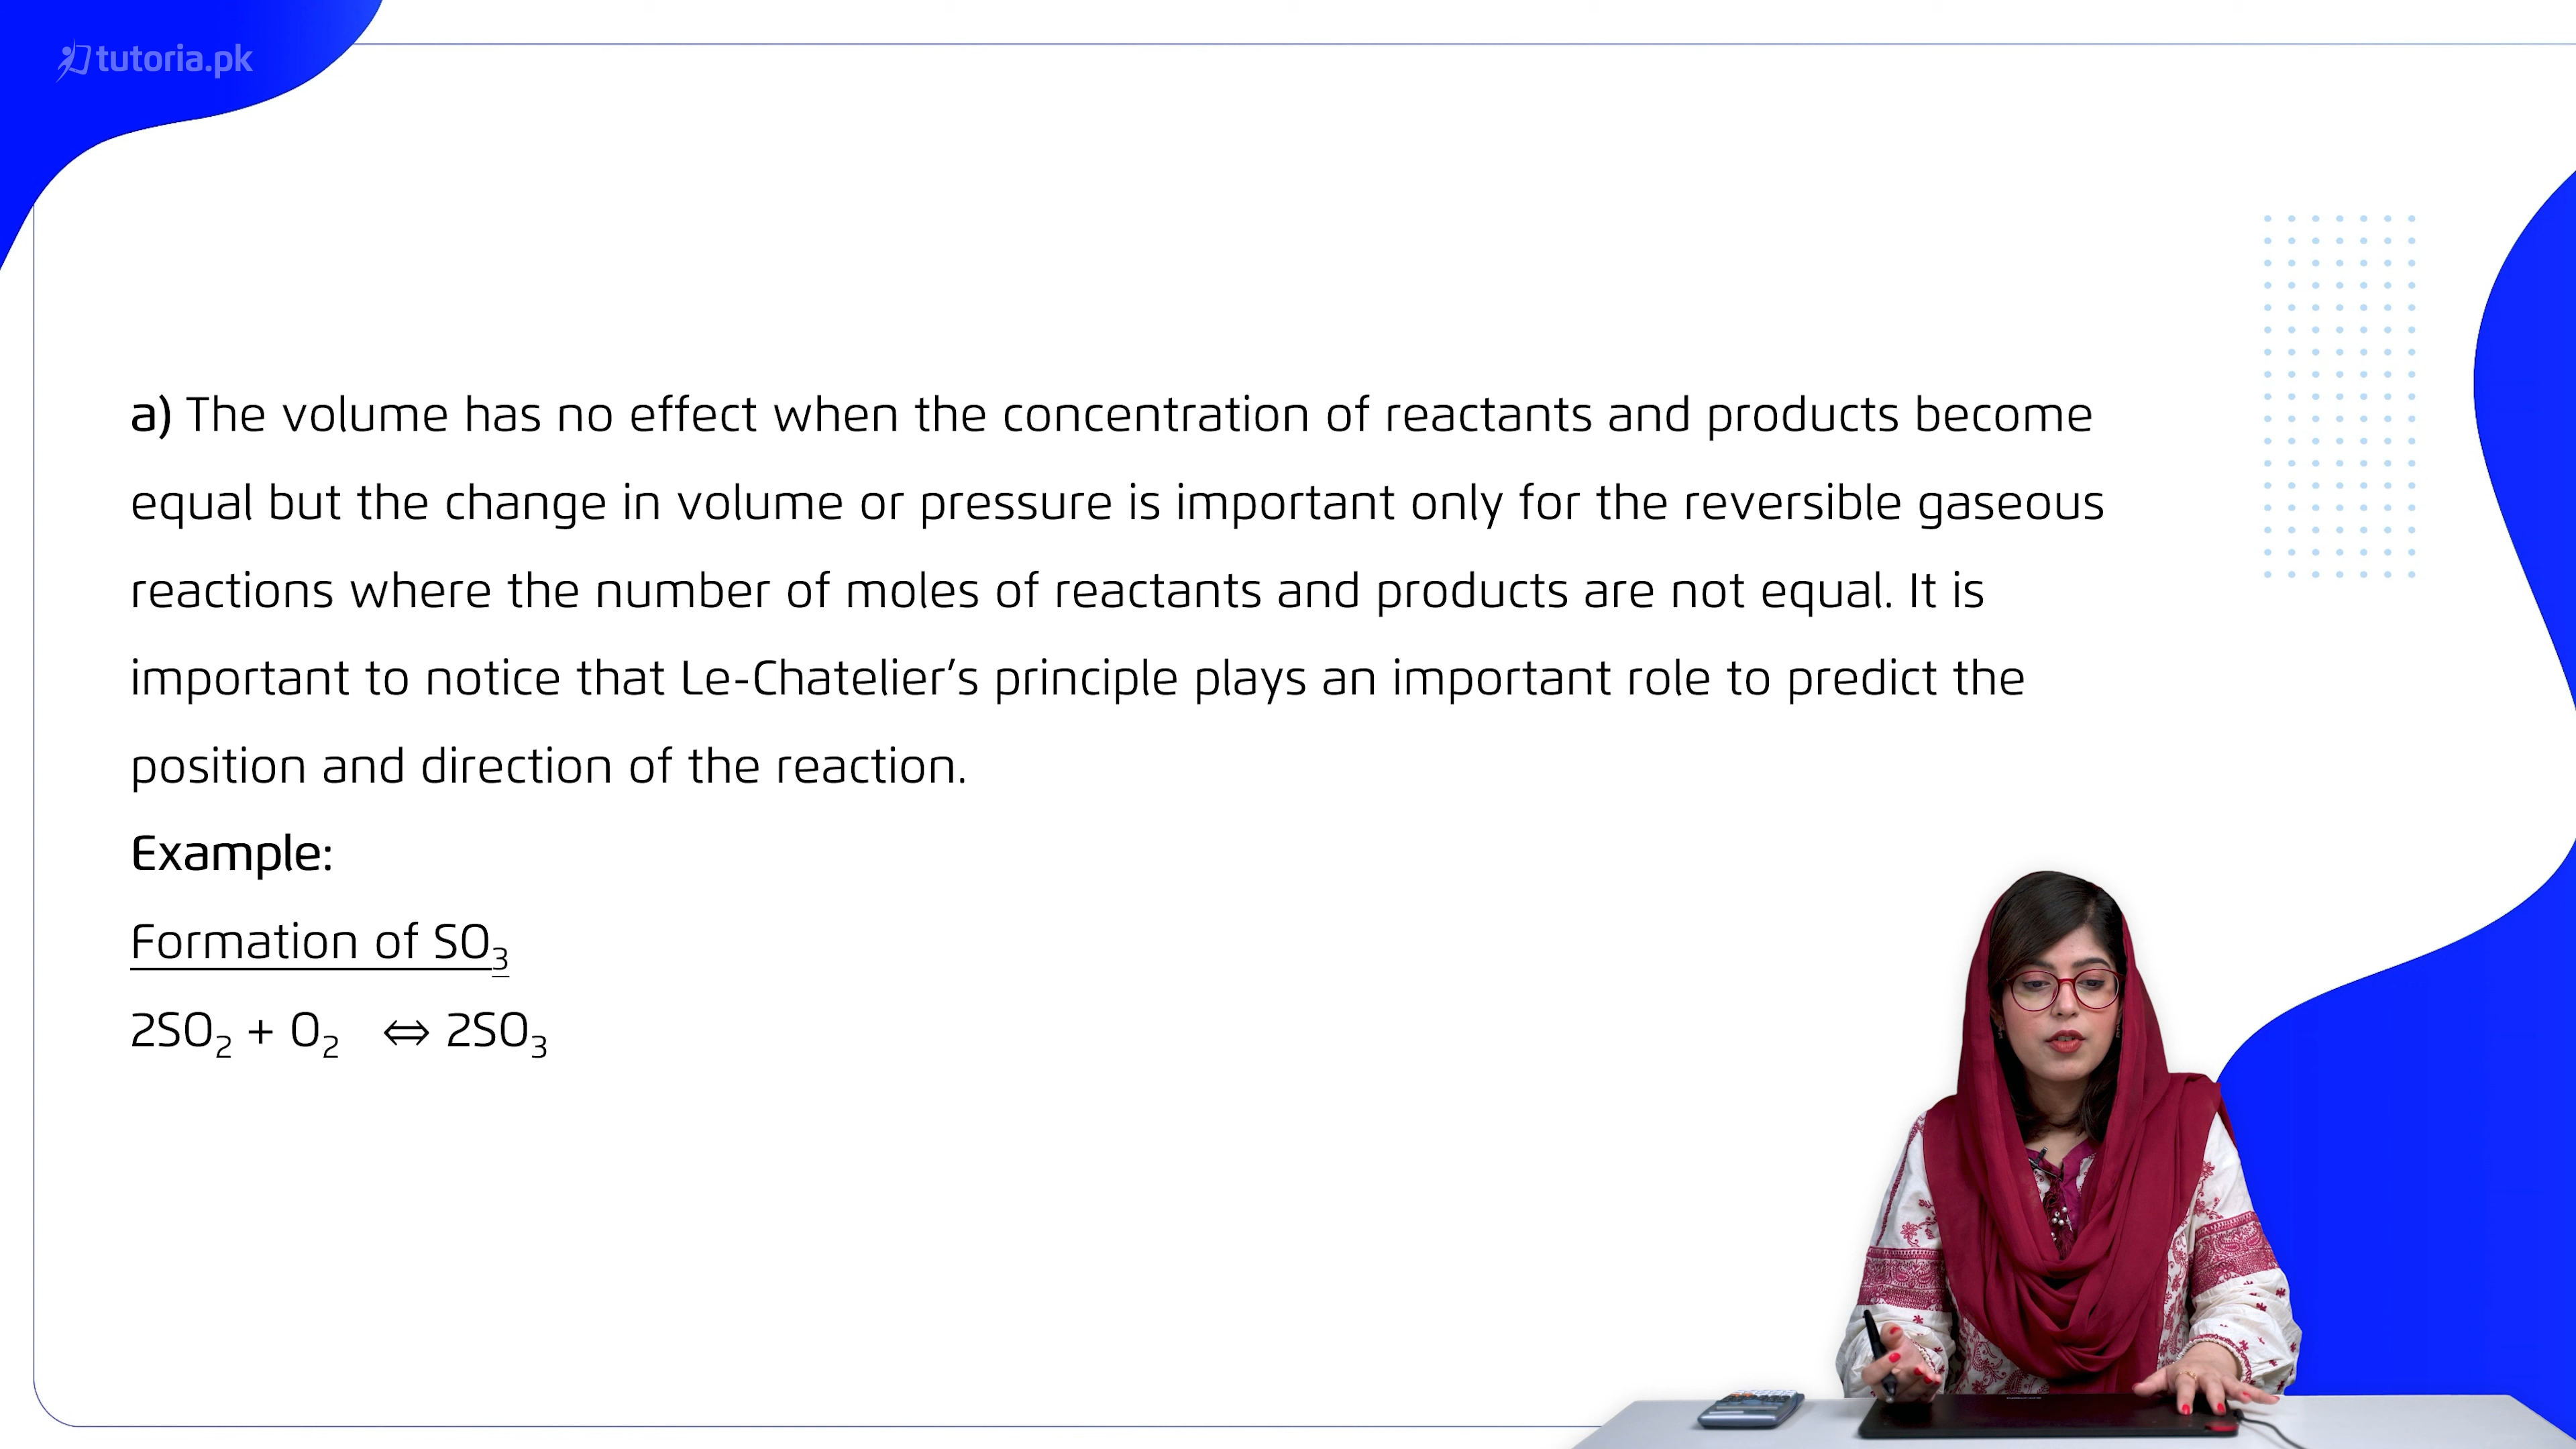 tutoria.pk
a) The volume has no effect when the concentration of reactants and products become
equal but the change in volume or pressure is important only for the reversible gaseous
reactions where the number of moles of reactants and products are not equal. It is
important to notice that Le-Chatelier’s principle plays an important role to predict the
position and direction of the reaction.
Example:
Formation of SO₃
2SO₂ + O₂ ⇔ 2SO₃